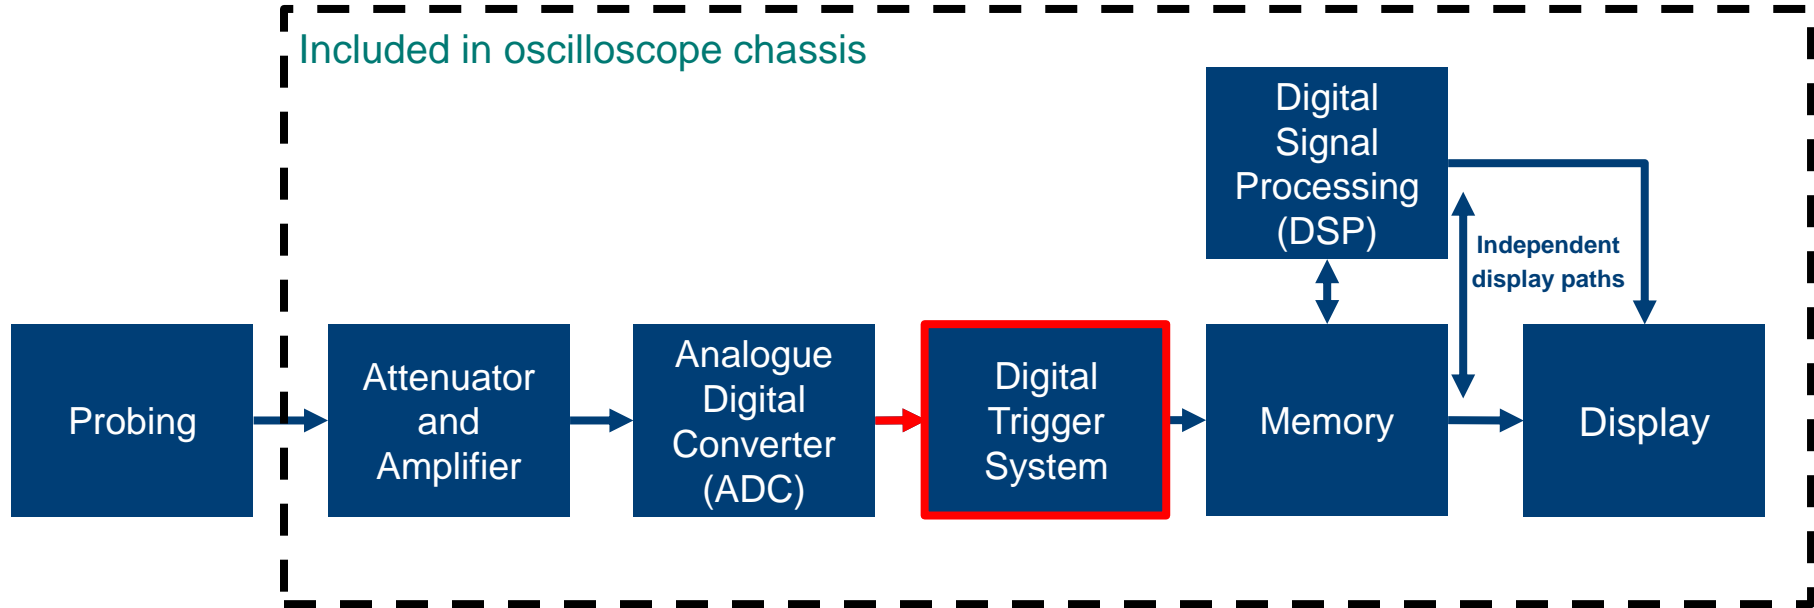 Included in oscilloscope chassis
Digital
Signal
Processing
(DSP)
Independent
display paths
Probing
Attenuator
and
Amplifier
Analogue
Digital
Converter
(ADC)
Digital
Trigger
System
Memory
Display